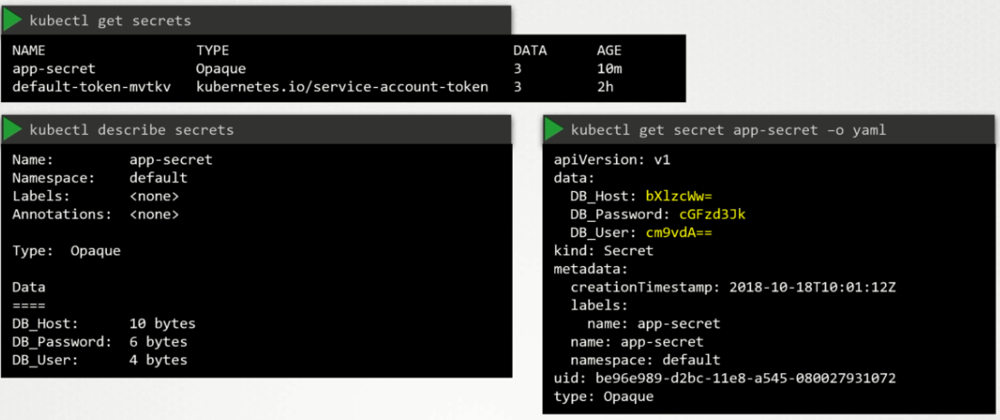 kubectl get secrets
NAME TYPE DATA AGE
app-secret Opaque 3 10m
default-token-mvtkv kubernetes.io/service-account-token 3 2h
kubectl describe secrets
Name: app-secret
Namespace: default
Labels: <none>
Annotations: <none>
Type: Opaque
Data
====
DB_Host: 10 bytes
DB_Password: 6 bytes
DB_User: 4 bytes
kubectl get secret app-secret –o yaml
apiVersion: v1
data:
DB_Host: bXlzcWw=
DB_Password: cGFzd3Jk
DB_User: cm9vdA==
kind: Secret
metadata:
creationTimestamp: 2018-10-18T10:01:12Z
labels:
name: app-secret
name: app-secret
namespace: default
uid: be96e989-d2bc-11e8-a545-080027931072
type: Opaque